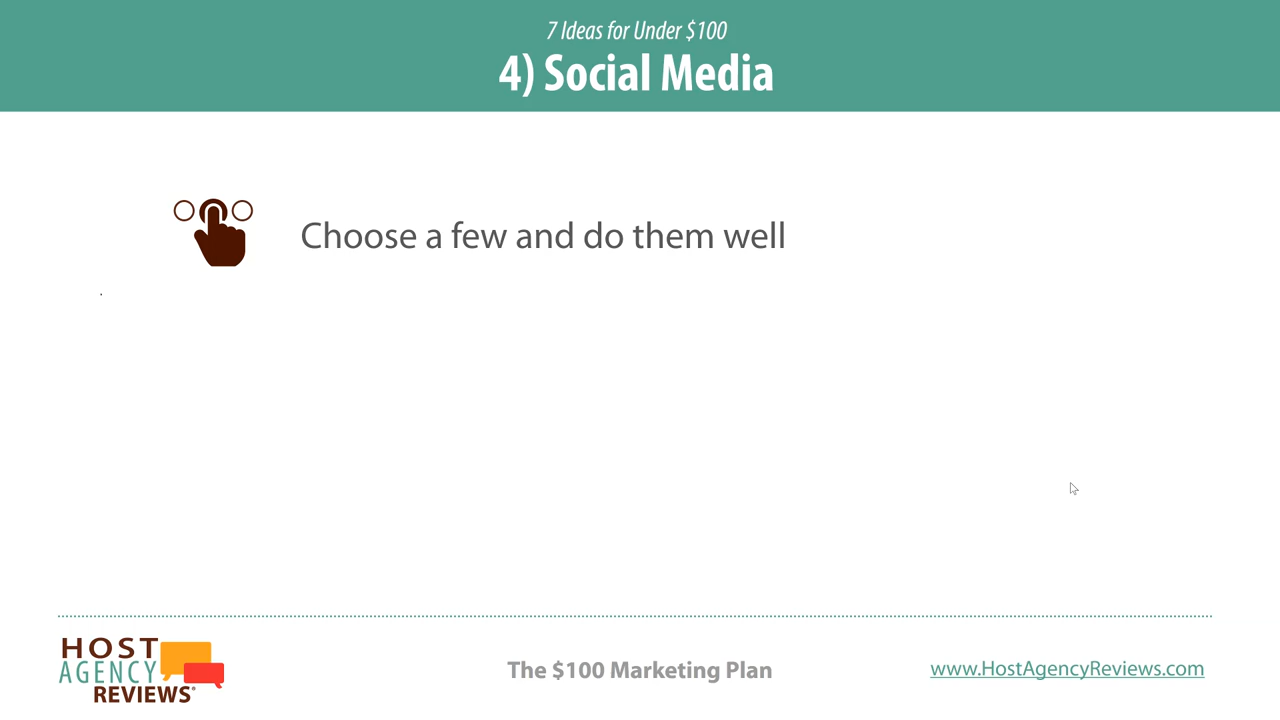 7 Ideas for Under $100
4) Social Media
Choose a few and do them well
HOST
AGENCY
REVIEWS®
The $100 Marketing Plan
www.HostAgencyReviews.com